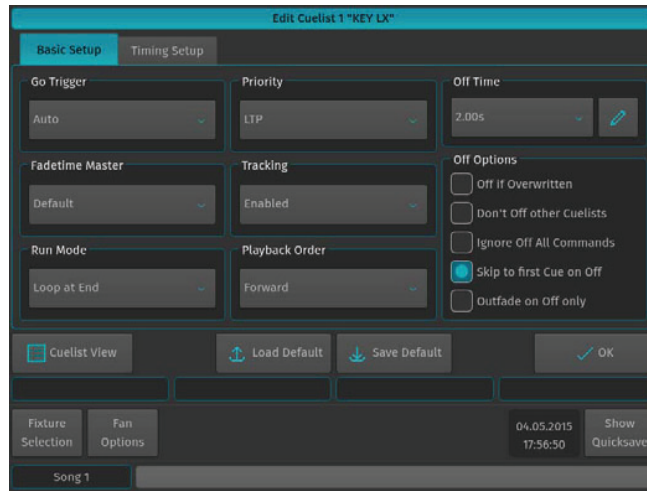 Edit Cuelist 1 "KEY LX"
Basic Setup
Timing Setup
Go Trigger
Auto
Priority
LTP
Off Time
2.00s
Fadetime Master
Default
Tracking
Enabled
Off Options
Off if Overwritten
Don't Off other Cuelists
Ignore Off All Commands
Skip to first Cue on Off
Outfade on Off only
Run Mode
Loop at End
Playback Order
Forward
Cuelist View
Load Default
Save Default
OK
Fixture
Selection
Fan
Options
04.05.2015
17:56:50
Show
Quicksave
Song 1